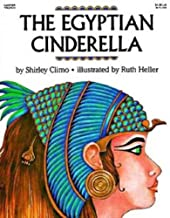 THE EGYPTIAN
CINDERELLA
by Shirley Climo • illustrated by Ruth Heller